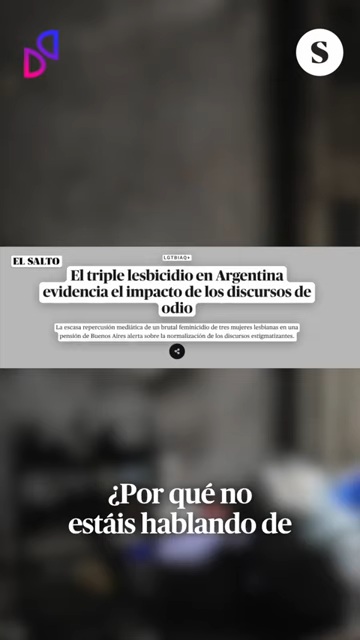 S
EL SALTO
LGTBIAQ+
El triple lesbicidio en Argentina
evidencia el impacto de los discursos de
odio
La escasa repercusión mediática de un brutal feminicidio de tres mujeres lesbianas en una
pensión de Buenos Aires alerta sobre la normalización de los discursos estigmatizantes.
¿Por qué no
estáis hablando de